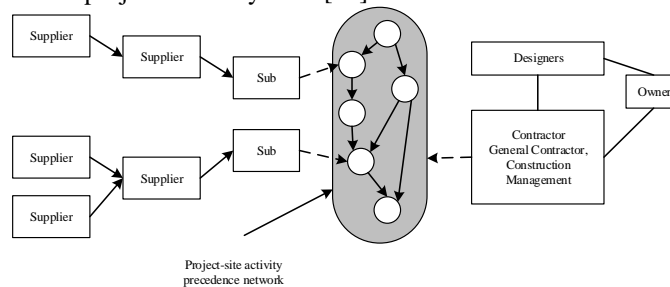 Supplier
Supplier
Sub
Designers
Owner
Contractor
General Contractor,
Construction
Management
Supplier
Supplier
Sub
Supplier
Project-site activity
precedence network